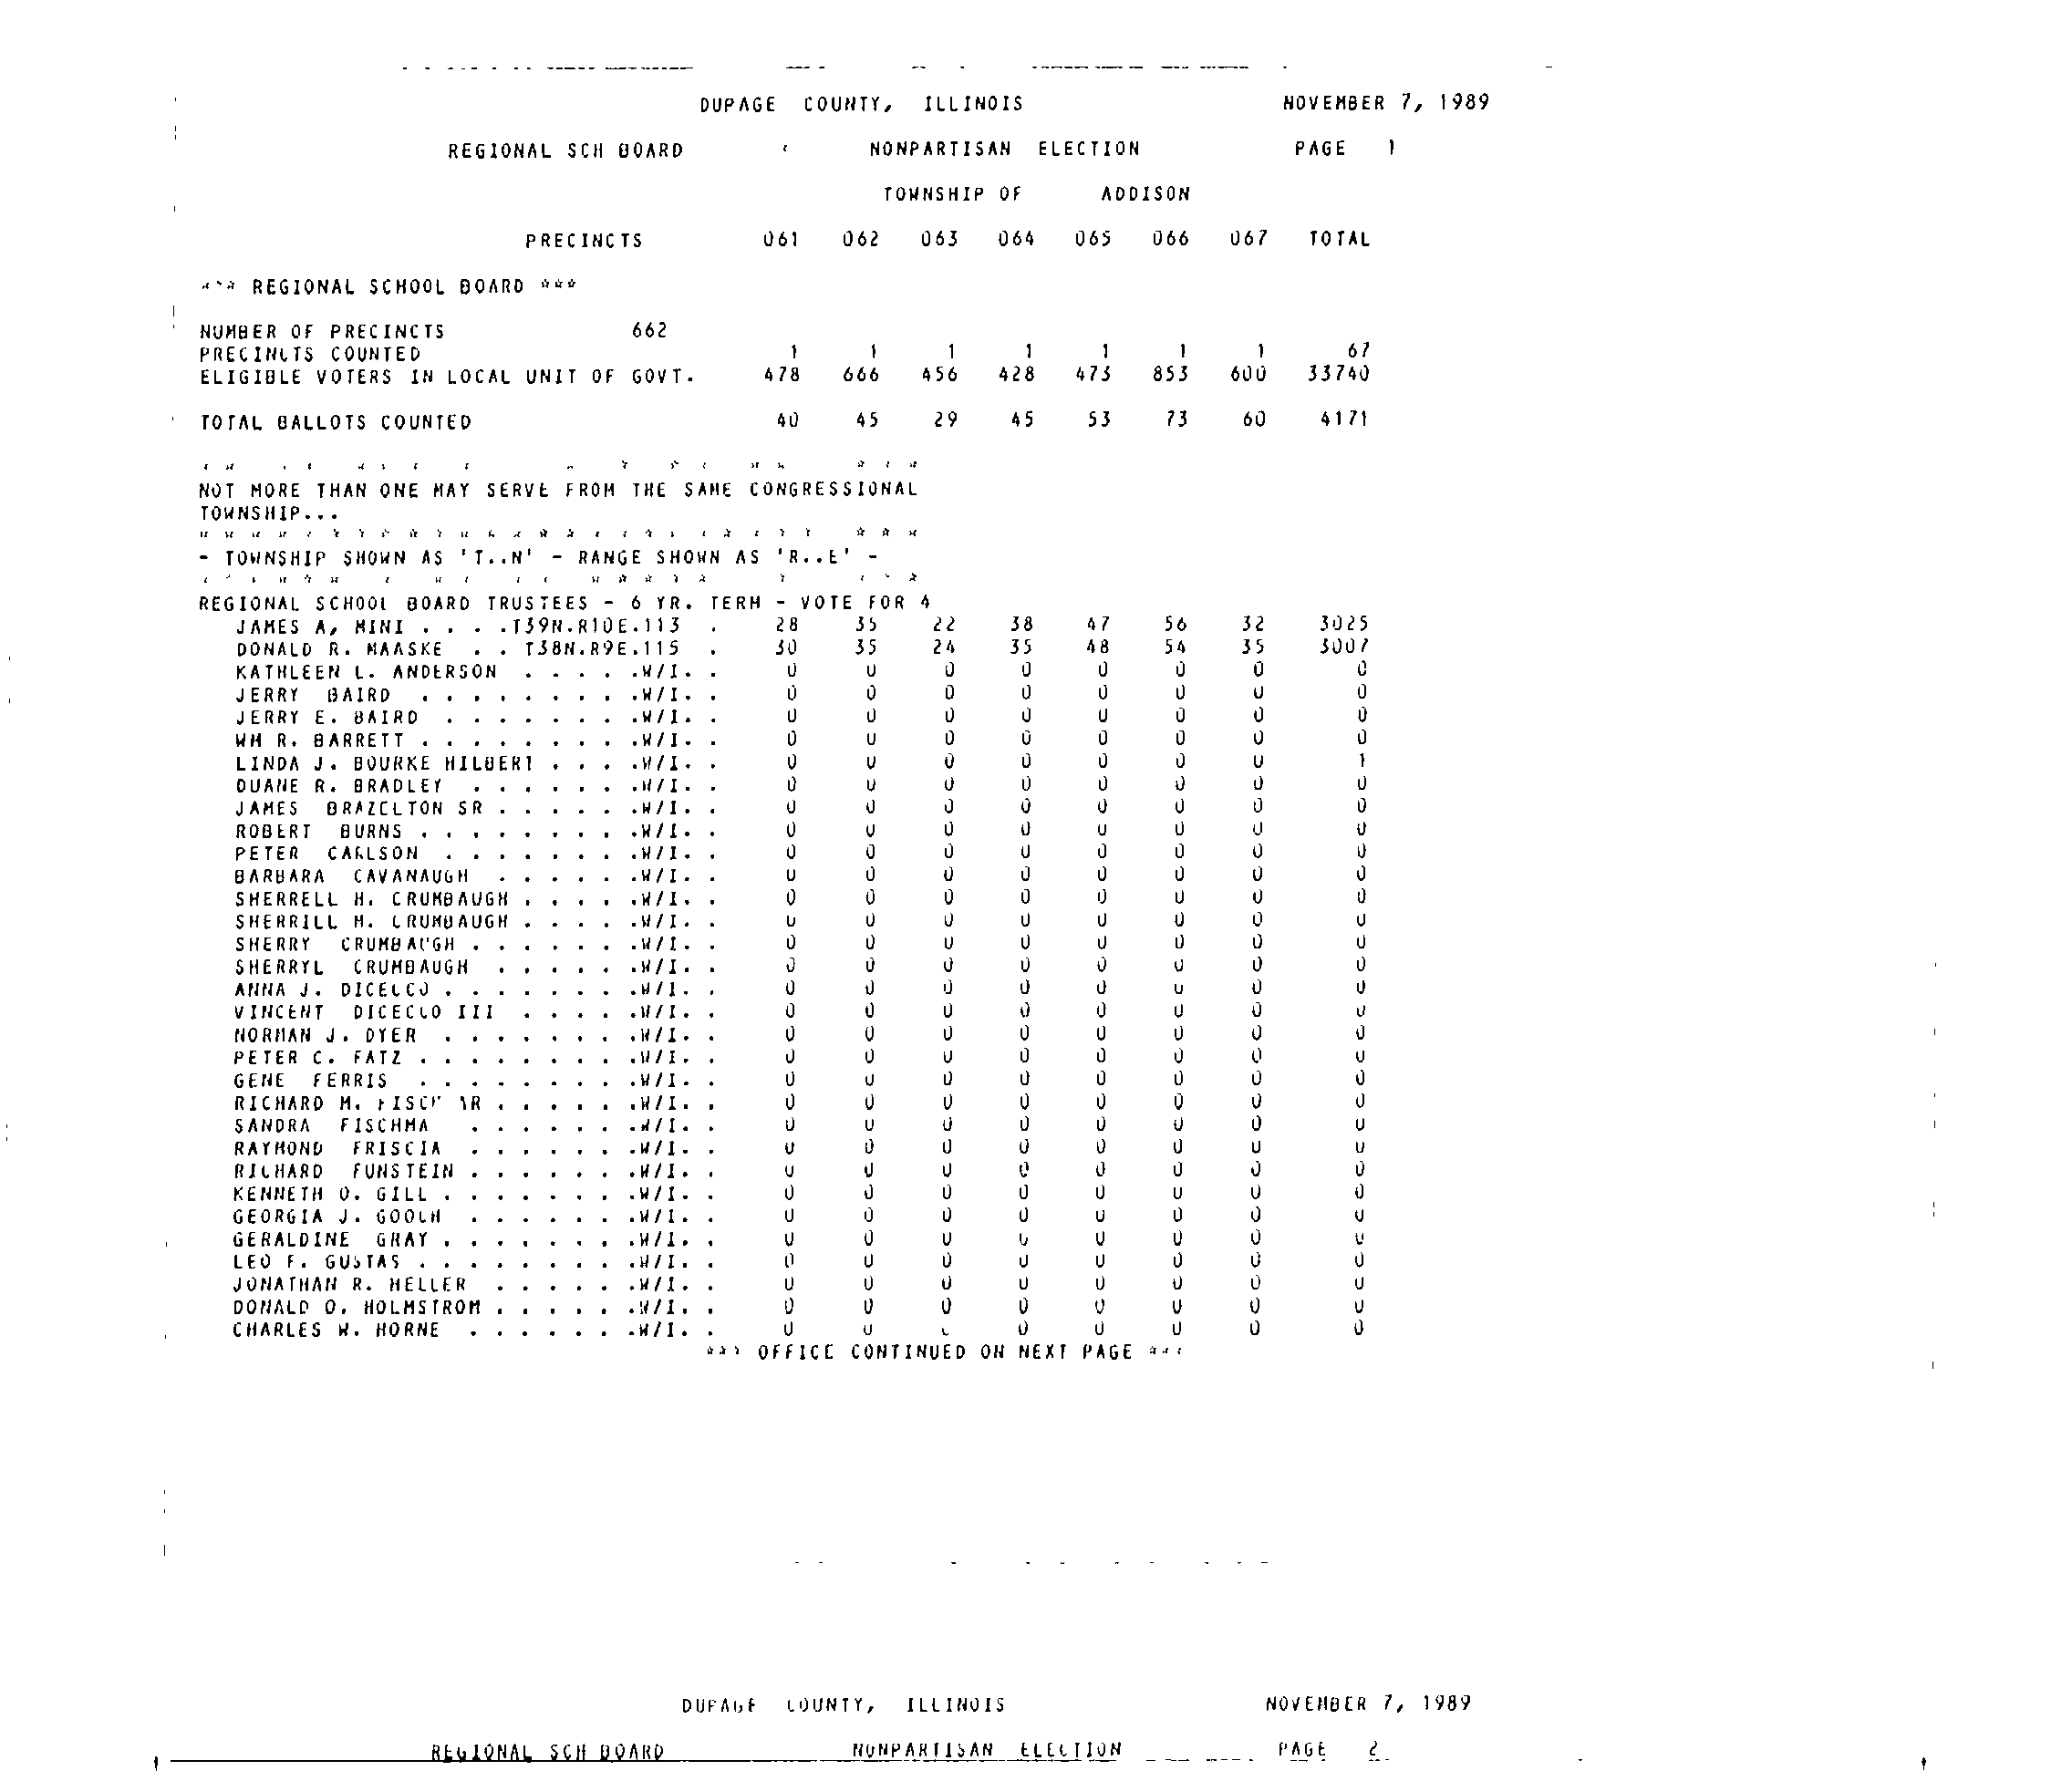 DUPAGE COUNTY, ILLINOIS NOVEMBER 7, 1989
REGIONAL SCH BOARD NONPARTISAN ELECTION PAGE 1
TOWNSHIP OF ADDISON
PRECINCTS 061 062 063 064 065 066 067 TOTAL
*** REGIONAL SCHOOL BOARD ***
NUMBER OF PRECINCTS 662
PRECINCTS COUNTED 1 1 1 1 1 1 1 67
ELIGIBLE VOTERS IN LOCAL UNIT OF GOVT. 478 666 456 428 473 853 600 33740
TOTAL BALLOTS COUNTED 40 45 29 45 53 73 60 4171
NOT MORE THAN ONE MAY SERVE FROM THE SAME CONGRESSIONAL
TOWNSHIP...
- TOWNSHIP SHOWN AS 'T..N' - RANGE SHOWN AS 'R..E' -
REGIONAL SCHOOL BOARD TRUSTEES - 6 YR. TERM - VOTE FOR 4
JAMES A, MINI . . . .T39N.R10E.113 . 28 35 22 38 47 56 32 3025
DONALD R. MAASKE . . T38N.R9E.115 . 30 35 24 35 48 54 35 3007
KATHLEEN L. ANDERSON . . . . .W/I. . 0 0 0 0 0 0 0 0
JERRY BAIRD . . . . . . . . .W/I. . 0 0 0 0 0 0 0 0
JERRY E. BAIRD . . . . . . . .W/I. . 0 0 0 0 0 0 0 0
WM R. BARRETT . . . . . . . . .W/I. . 0 0 0 0 0 0 0 0
LINDA J. BOURKE HILBERT . . . .W/I. . 0 0 0 0 0 0 0 1
DUANE R. BRADLEY . . . . . . .W/I. . 0 0 0 0 0 0 0 0
JAMES BRAZELTON SR . . . . . .W/I. . 0 0 0 0 0 0 0 0
ROBERT BURNS . . . . . . . . .W/I. . 0 0 0 0 0 0 0 0
PETER CARLSON . . . . . . . .W/I. . 0 0 0 0 0 0 0 0
BARBARA CAVANAUGH . . . . . .W/I. . 0 0 0 0 0 0 0 0
SHERRELL H. CRUMBAUGH . . . . .W/I. . 0 0 0 0 0 0 0 0
SHERRILL M. CRUMBAUGH . . . . .W/I. . 0 0 0 0 0 0 0 0
SHERRY CRUMBAUGH . . . . . . .W/I. . 0 0 0 0 0 0 0 0
SHERRYL CRUMBAUGH . . . . . .W/I. . 0 0 0 0 0 0 0 0
ANNA J. . . . . . . . .W/I. . 0 0 0 0 0 0 0 0
VINCENT III . . . . .W/I. . 0 0 0 0 0 0 0 0
NORMAN J. DYER . . . . . . . .W/I. . 0 0 0 0 0 0 0 0
PETER C. FATZ . . . . . . . . .W/I. . 0 0 0 0 0 0 0 0
GENE FERRIS . . . . . . . . .W/I. . 0 0 0 0 0 0 0 0
RICHARD M. . . . . . .W/I. . 0 0 0 0 0 0 0 0
SANDRA FISCHMA . . . . . . .W/I. . 0 0 0 0 0 0 0 0
RAYMOND FRISCIA . . . . . . .W/I. . 0 0 0 0 0 0 0 0
RICHARD FUNSTEIN . . . . . . .W/I. . 0 0 0 0 0 0 0 0
KENNETH O. GILL . . . . . . . .W/I. . 0 0 0 0 0 0 0 0
GEORGIA J. GOOCH . . . . . . .W/I. . 0 0 0 0 0 0 0 0
GERALDINE GRAY . . . . . . . .W/I. . 0 0 0 0 0 0 0 0
LEO F. GUSTAS . . . . . . . . .W/I. . 0 0 0 0 0 0 0 0
JONATHAN R. HELLER . . . . . .W/I. . 0 0 0 0 0 0 0 0
DONALD O. HOLMSTROM . . . . . .W/I. . 0 0 0 0 0 0 0 0
CHARLES W. HORNE . . . . . . .W/I. . 0 0 0 0 0 0 0
*** OFFICE CONTINUED ON NEXT PAGE ***
DUPAGE COUNTY, ILLINOIS NOVEMBER 7, 1989
REGIONAL SCH BOARD NONPARTISAN ELECTION PAGE 2